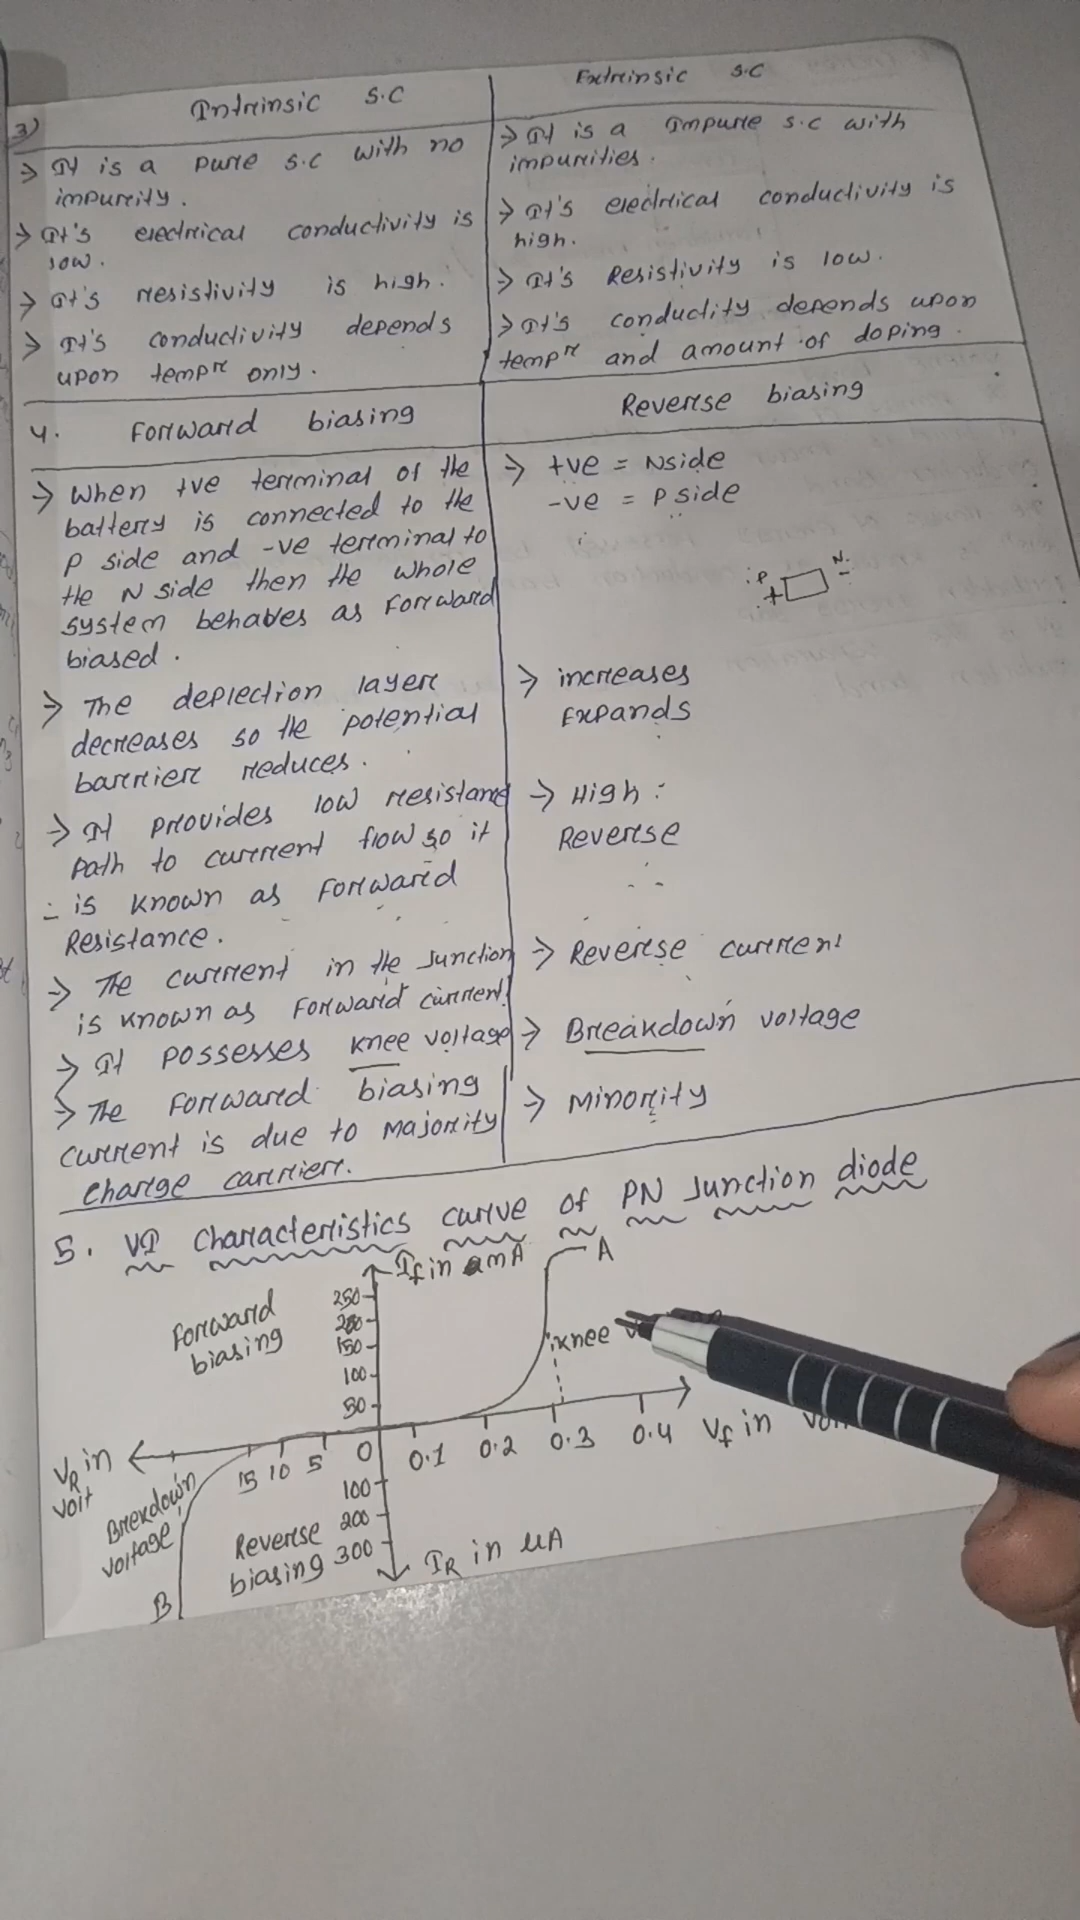 3)
Intrinsic S.C
Extrinsic S.C
→ It is a pure s.c with no
impurity.
→ It's electrical conductivity is
low.
→ It's resistivity is high.
→ It's conductivity depends
upon temp^r only.
→ It is a Impure s.c with
impurities.
→ It's electrical conductivity is
high.
→ It's Resistivity is low.
→ It's conductity depends upon
temp^r and amount of doping.
4. Forward biasing
Reverse biasing
→ When +ve terminal of the
battery is connected to the
P side and -ve terminal to
the N side then the whole
system behaves as forward
biased.
→ The deplection layer
decreases so the potential
barrier reduces.
→ It provides low resistance
path to current flow so it
is known as forward
Resistance.
→ The current in the Junction
is known as forward current.
→ It possesses knee voltage
→ The forward biasing
current is due to majority
charge carrier.
→ +ve = N side
-ve = P side
P N
+ -
→ increases
Expands
→ High
Reverse
→ Reverse current
→ Breakdown voltage
→ Minority
5. VI characteristics curve of PN Junction diode
If in mA
A
Forward
biasing
250
200
150
100
50
knee
VR in
volt
15 10 5 0 0.1 0.2 0.3 0.4 Vf in
Brekdown
voltage
B
Reverse
biasing
100
200
300
IR in μA